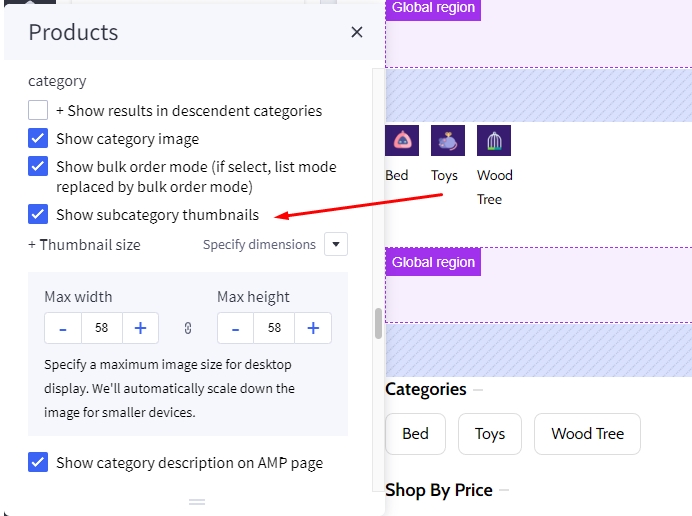 Products
category
+ Show results in descendent categories
Show category image
Show bulk order mode (if select, list mode
replaced by bulk order mode)
Show subcategory thumbnails
+ Thumbnail size
Specify dimensions
Max width
Max height
- 58 +
- 58 +
Specify a maximum image size for desktop
display. We'll automatically scale down the
image for smaller devices.
Show category description on AMP page
Global region
Bed
Toys
Wood
Tree
Global region
Categories
Bed
Toys
Wood Tree
Shop By Price